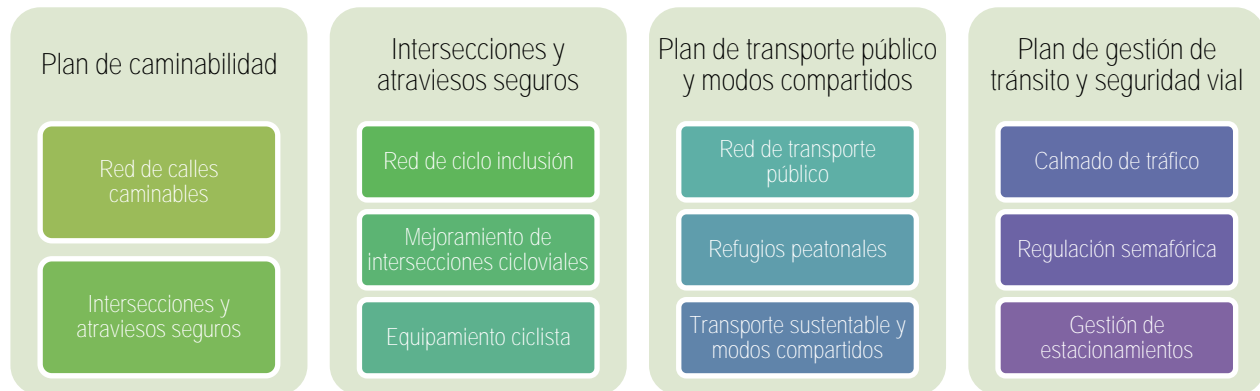 Plan de caminabilidad
Red de calles
caminables
Intersecciones y
atraviesos seguros
Intersecciones y
atraviesos seguros
Red de ciclo inclusión
Mejoramiento de
intersecciones cicloviales
Equipamiento ciclista
Plan de transporte público
y modos compartidos
Red de transporte
público
Refugios peatonales
Transporte sustentable y
modos compartidos
Plan de gestión de
tránsito y seguridad vial
Calmado de tráfico
Regulación semafórica
Gestión de
estacionamientos